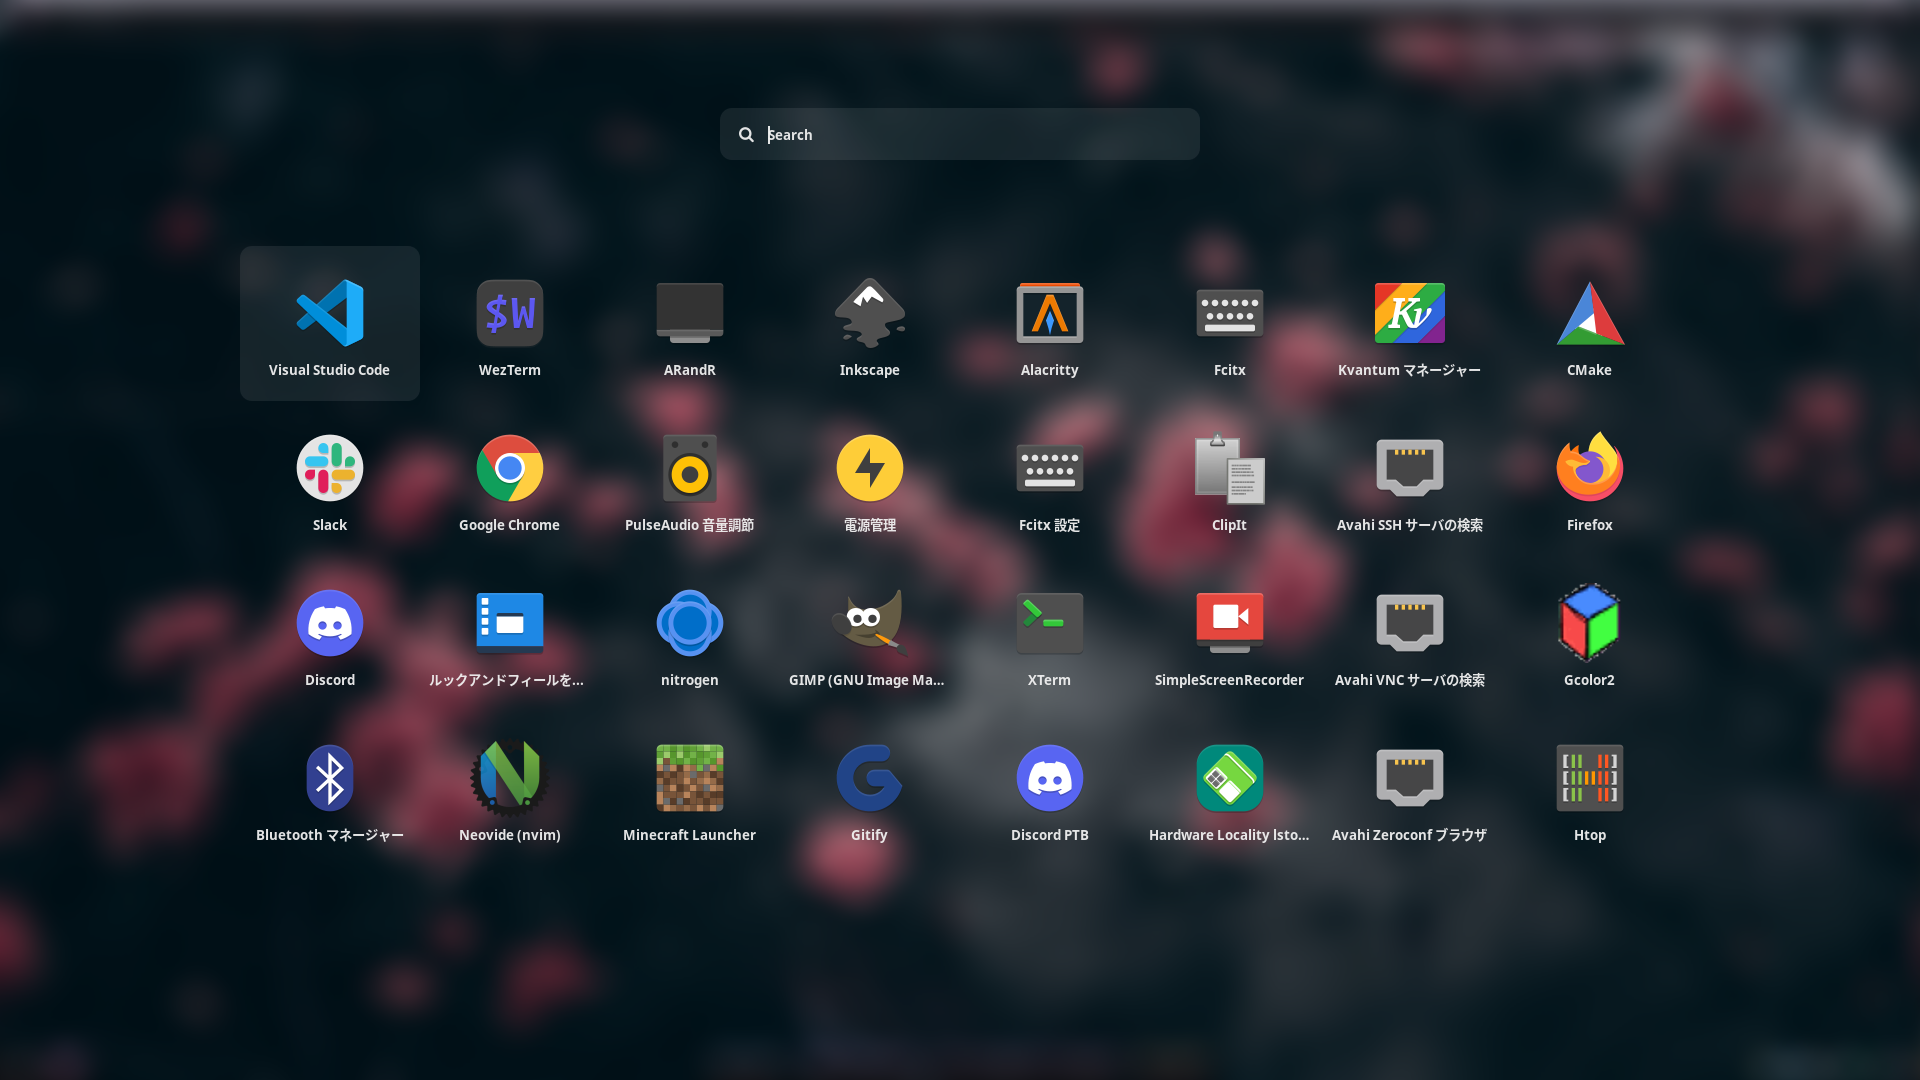 Search
Visual Studio Code
$W
WezTerm
ARandR
Inkscape
Alacritty
Fcitx
Kv
Kvantum マネージャー
CMake
Slack
Google Chrome
PulseAudio 音量調節
電源管理
Fcitx 設定
ClipIt
Avahi SSH サーバの検索
Firefox
Discord
ルックアンドフィールを...
nitrogen
GIMP (GNU Image Ma...
XTerm
SimpleScreenRecorder
Avahi VNC サーバの検索
Gcolor2
Bluetooth マネージャー
Neovide (nvim)
Minecraft Launcher
Gitify
Discord PTB
Hardware Locality lsto...
Avahi Zeroconf ブラウザ
Htop